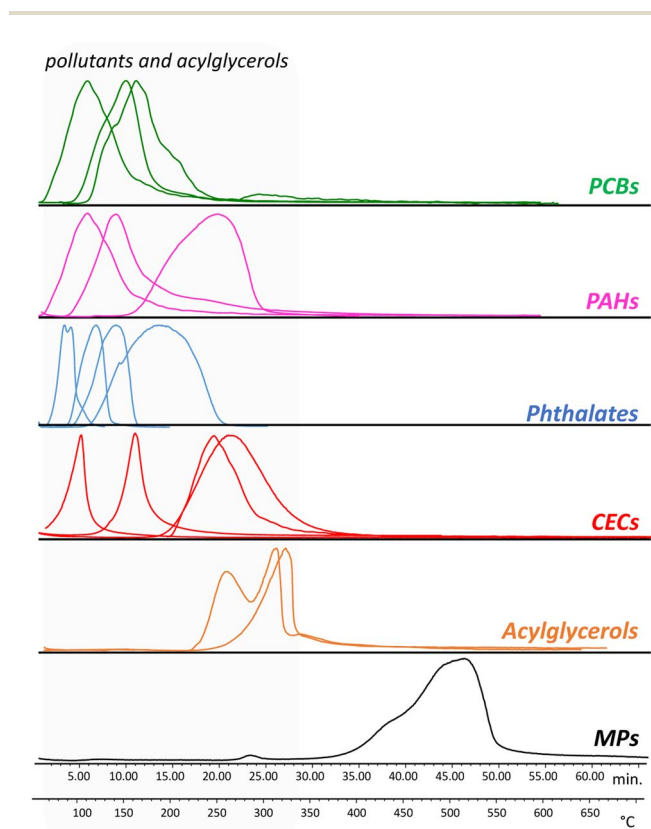 pollutants and acylglycerols
PCBs
PAHs
Phthalates
CECs
Acylglycerols
MPs
5.00 10.00 15.00 20.00 25.00 30.00 35.00 40.00 45.00 50.00 55.00 60.00 min.
100 150 200 250 300 350 400 450 500 550 600 650 °C